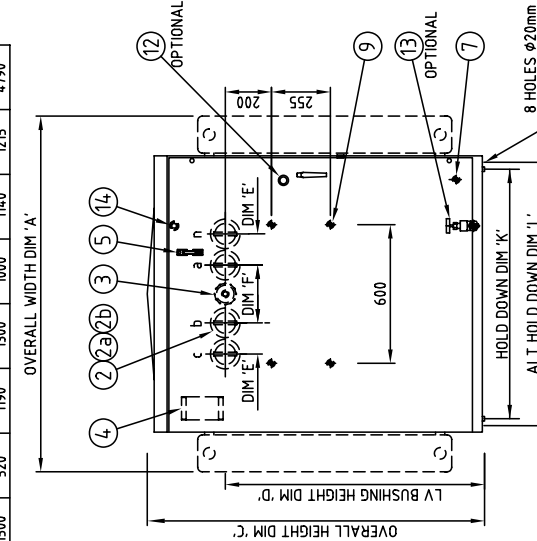 1500 520 1190 1500 1000 1140 1215 4790
OVERALL WIDTH DIM 'A'
2 2a 2b 3 5 14
4
12 OPTIONAL
c b a n
DIM 'E' DIM 'F' DIM 'E'
200
255
9
600
13 OPTIONAL
7
LV BUSHING HEIGHT DIM 'D'
OVERALL HEIGHT DIM 'C'
HOLD DOWN DIM 'K'
ALT HOLD DOWN DIM 'L'
8 HOLES ϕ20mm